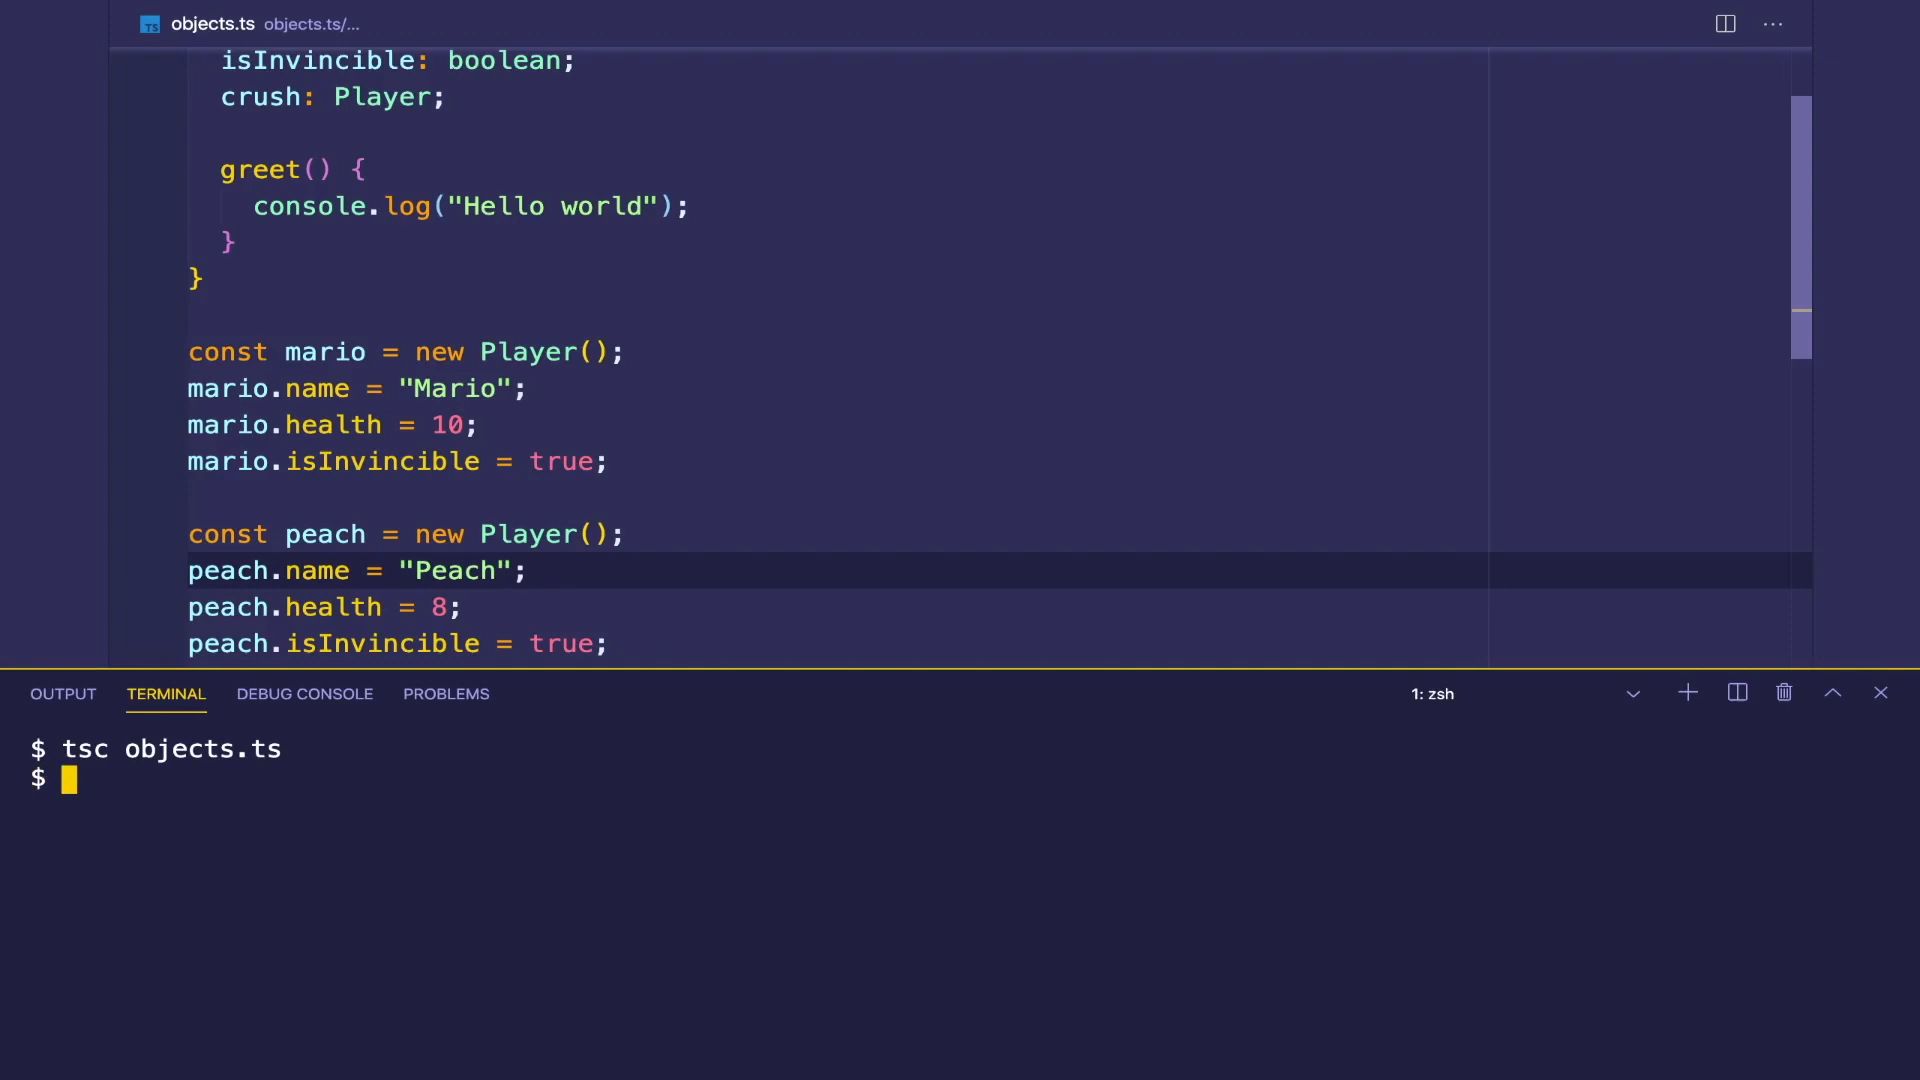 TS objects.ts objects.ts/...
isInvincible: boolean;
crush: Player;
greet() {
console.log("Hello world");
}
}
const mario = new Player();
mario.name = "Mario";
mario.health = 10;
mario.isInvincible = true;
const peach = new Player();
peach.name = "Peach";
peach.health = 8;
peach.isInvincible = true;
OUTPUT TERMINAL DEBUG CONSOLE PROBLEMS 1: zsh
$ tsc objects.ts
$